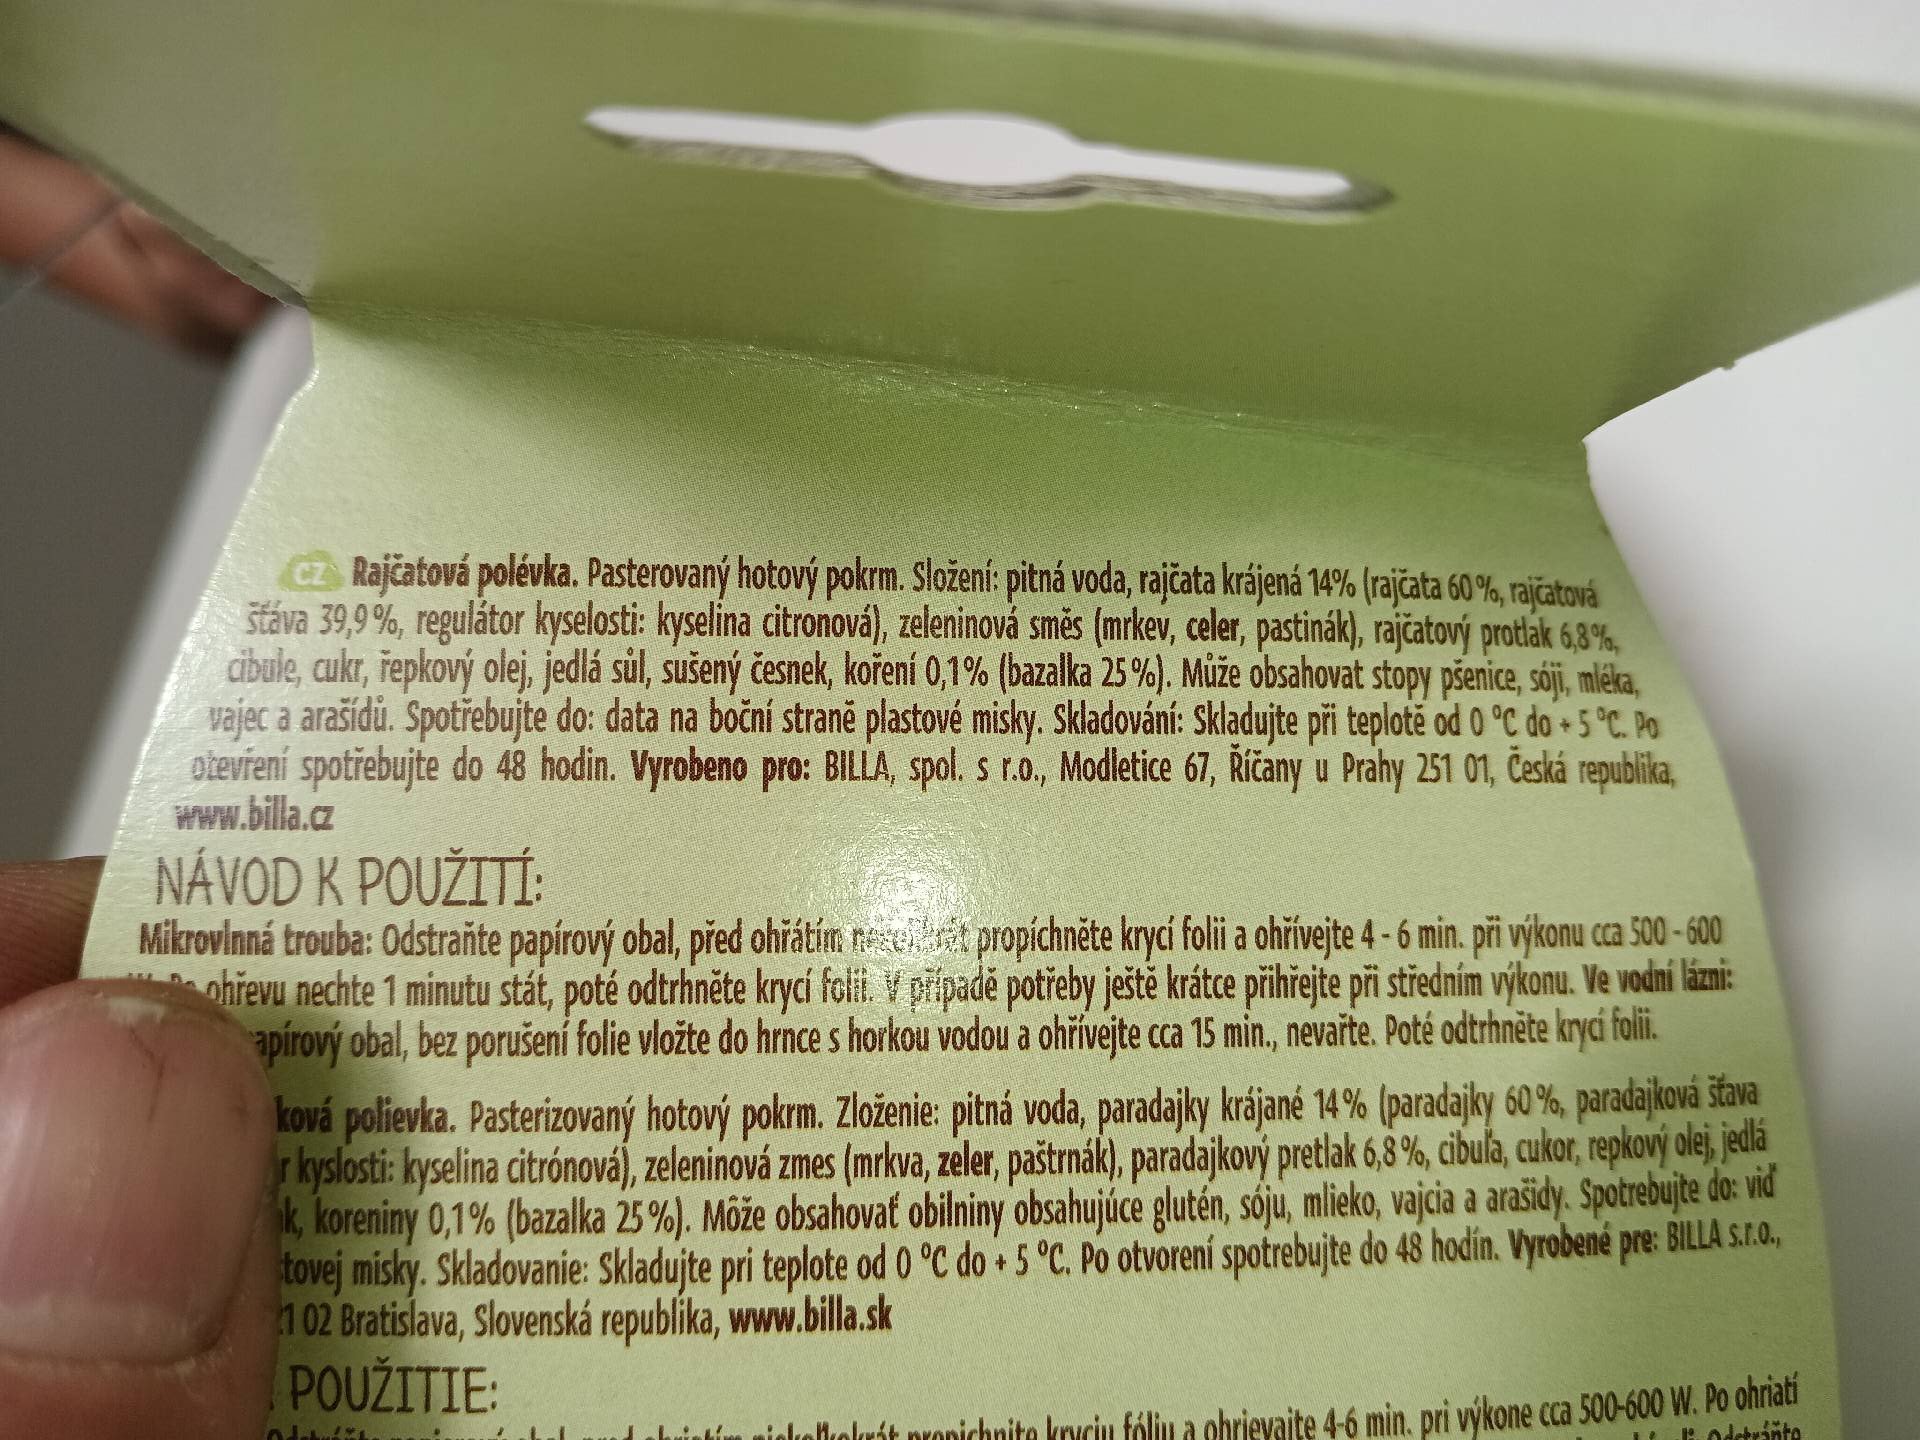 CZ Rajčatová polévka. Pasterovaný hotový pokrm. Složení: pitná voda, rajčata krájená 14% (rajčata 60%, rajčatová
šťáva 39,9%, regulátor kyselosti: kyselina citronová), zeleninová směs (mrkev, celer, pastinák), rajčatový protlak 6,8%,
cibule, cukr, řepkový olej, jedlá sůl, sušený česnek, koření 0,1% (bazalka 25%). Může obsahovat stopy pšenice, sóji, mléka,
vajec a arašídů. Spotřebujte do: data na boční straně plastové misky. Skladování: Skladujte při teplotě od 0 °C do + 5 °C. Po
otevření spotřebujte do 48 hodin. Vyrobeno pro: BILLA, spol. s r.o., Modletice 67, Říčany u Prahy 251 01, Česká republika,
www.billa.cz
NÁVOD K POUŽITÍ:
Mikrovlnná trouba: Odstraňte papírový obal, před ohřátím propíchněte krycí folii a ohřívejte 4 - 6 min. při výkonu cca 500 - 600
ohřevu nechte 1 minutu stát, poté odtrhněte krycí folii. V případě potřeby ještě krátce přihřejte při středním výkonu. Ve vodní lázni:
apírový obal, bez porušení folie vložte do hrnce s horkou vodou a ohřívejte cca 15 min., nevařte. Poté odtrhněte krycí folii.
ková polievka. Pasterizovaný hotový pokrm. Zloženie: pitná voda, paradajky krájané 14% (paradajky 60%, paradajková šťava
r kyslosti: kyselina citrónová), zeleninová zmes (mrkva, zeler, paštrnák), paradajkový pretlak 6,8%, cibuľa, cukor, repkový olej, jedlá
k, koreniny 0,1% (bazalka 25%). Môže obsahovať obilniny obsahujúce glutén, sóju, mlieko, vajcia a arašidy. Spotrebujte do: viď
tovej misky. Skladovanie: Skladujte pri teplote od 0 °C do + 5 °C. Po otvorení spotrebujte do 48 hodín. Vyrobené pre: BILLA s.r.o.,
1 02 Bratislava, Slovenská republika, www.billa.sk
POUŽITIE:
niekoľkokrát prepichnite kryciu fóliu a ohrievajte 4-6 min. pri výkone cca 500-600 W. Po ohriatí